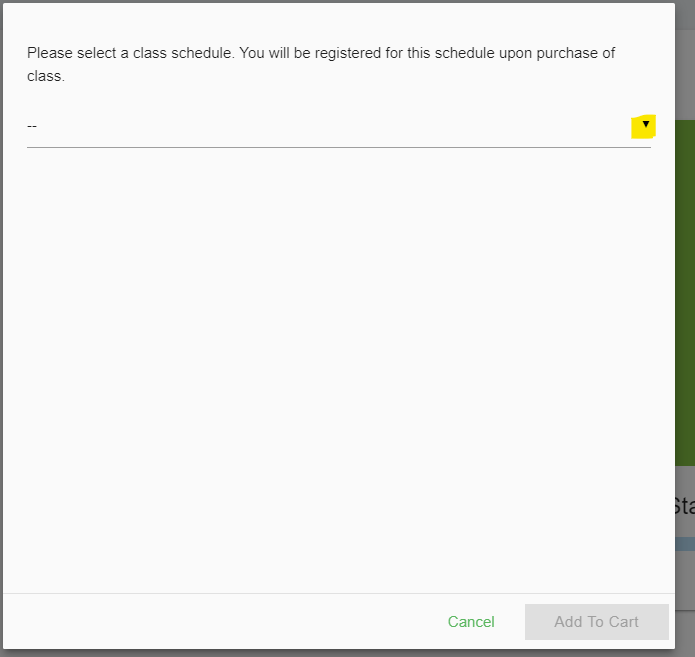 Please select a class schedule. You will be registered for this schedule upon purchase of
class.
--
Sta
Cancel
Add To Cart